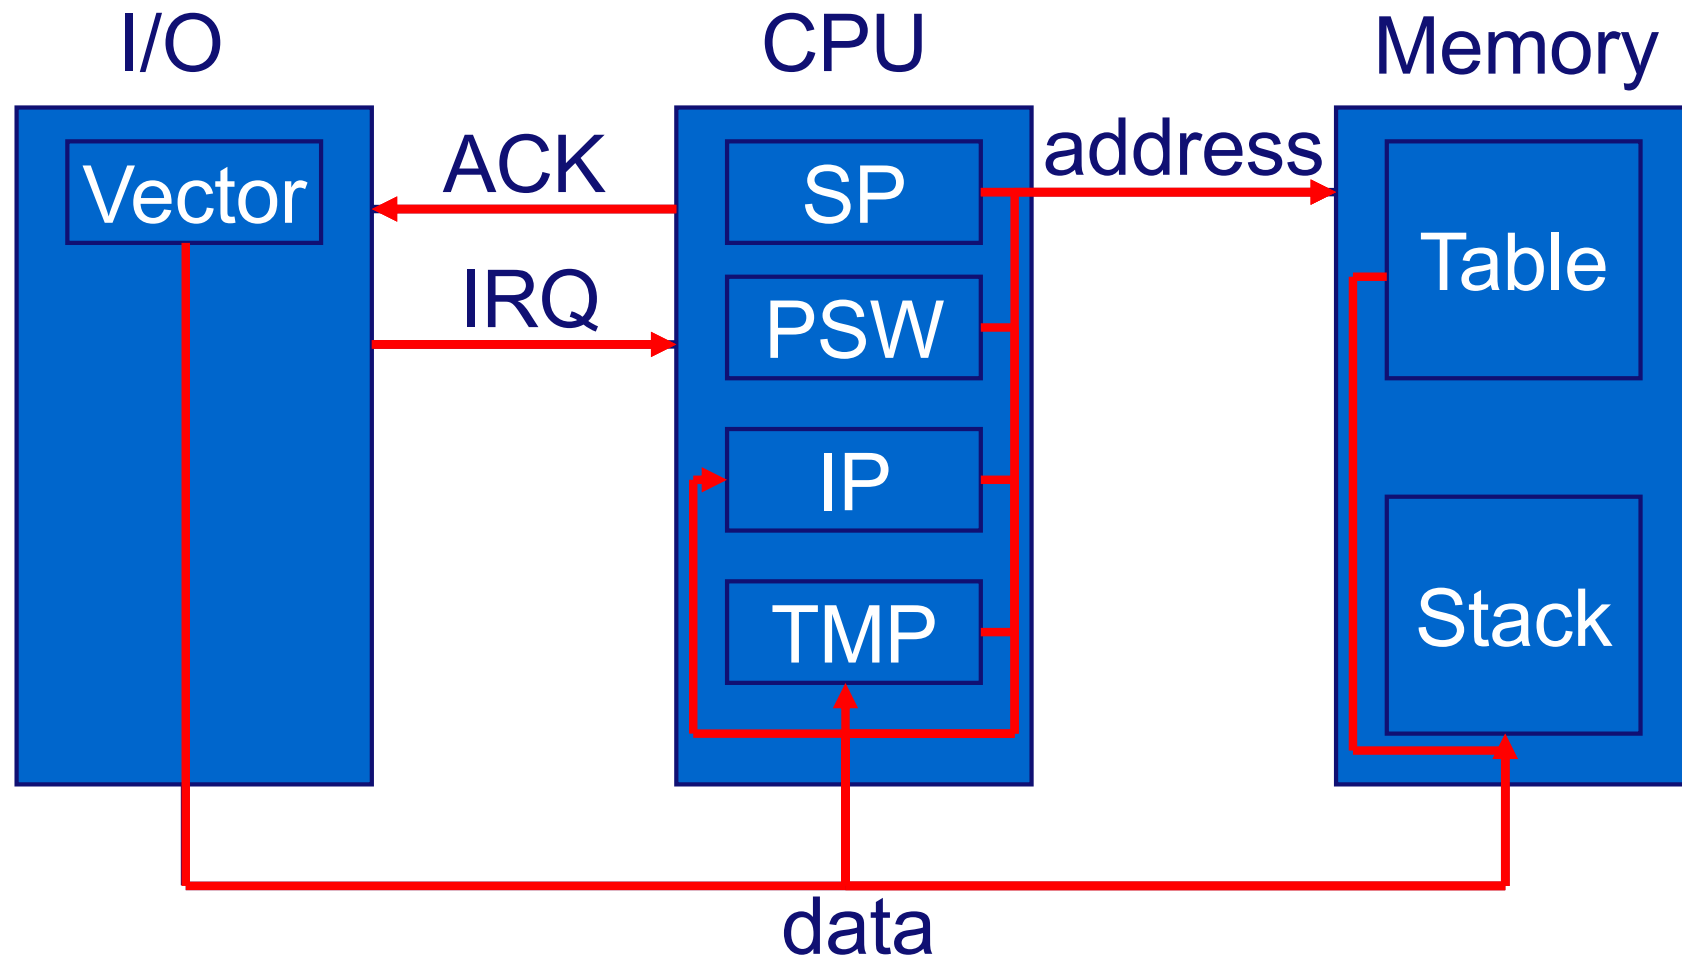 I/O
CPU
Memory
Vector
ACK
IRQ
SP
PSW
IP
TMP
address
Table
Stack
data